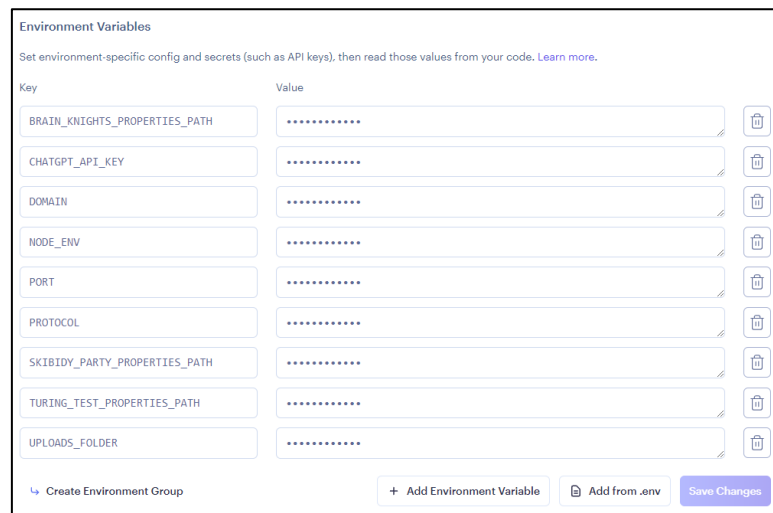 Environment Variables
Set environment-specific config and secrets (such as API keys), then read those values from your code. Learn more.
Key Value
BRAIN_KNIGHTS_PROPERTIES_PATH ••••••••••••
CHATGPT_API_KEY ••••••••••••
DOMAIN ••••••••••••
NODE_ENV ••••••••••••
PORT ••••••••••••
PROTOCOL ••••••••••••
SKIBIDY_PARTY_PROPERTIES_PATH ••••••••••••
TURING_TEST_PROPERTIES_PATH ••••••••••••
UPLOADS_FOLDER ••••••••••••
Create Environment Group + Add Environment Variable Add from .env Save Changes